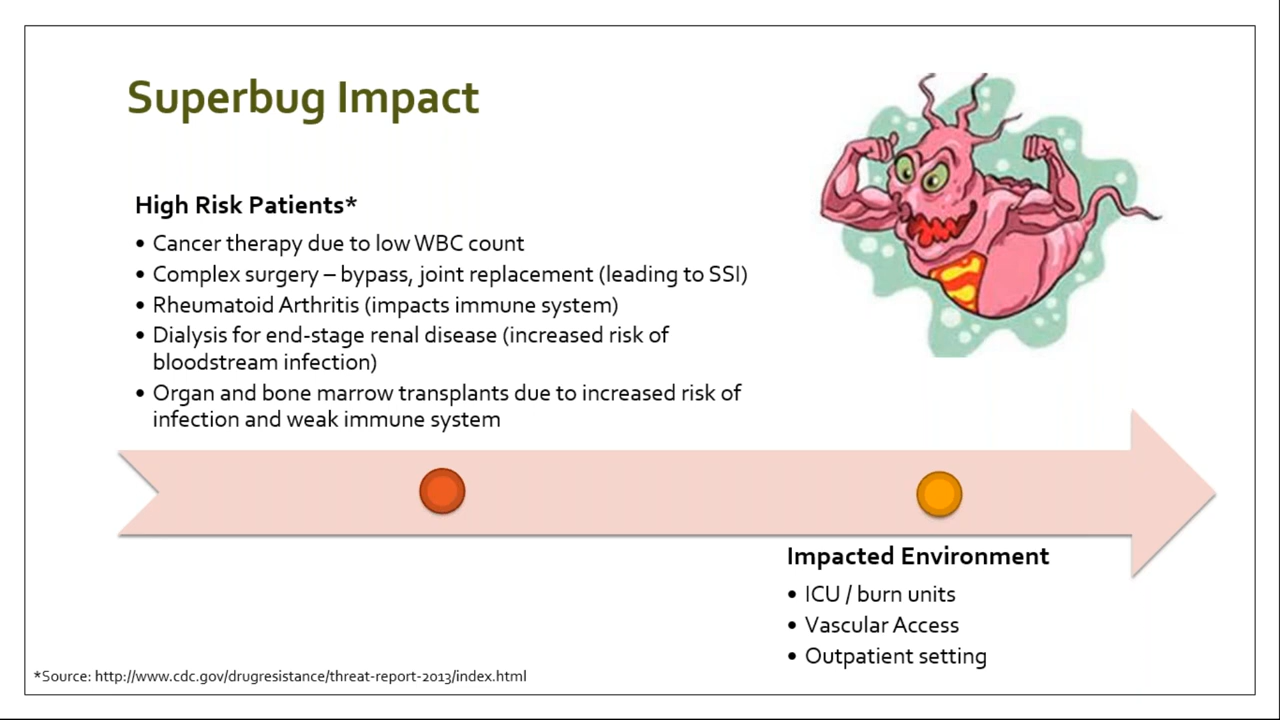 Superbug Impact
High Risk Patients*
• Cancer therapy due to low WBC count
• Complex surgery – bypass, joint replacement (leading to SSI)
• Rheumatoid Arthritis (impacts immune system)
• Dialysis for end-stage renal disease (increased risk of
bloodstream infection)
• Organ and bone marrow transplants due to increased risk of
infection and weak immune system
Impacted Environment
• ICU / burn units
• Vascular Access
• Outpatient setting
*Source: http://www.cdc.gov/drugresistance/threat-report-2013/index.html